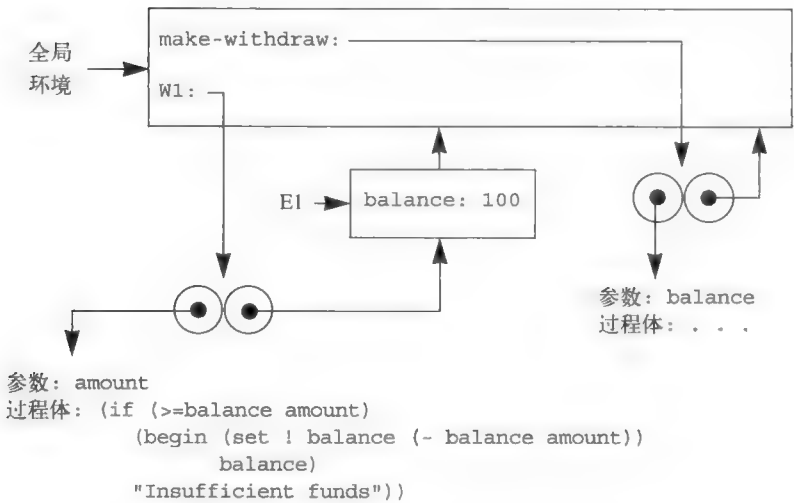 make-withdraw:
全局
环境
W1:
E1
balance: 100
参数: balance
过程体: . . .
参数: amount
过程体: (if (>=balance amount)
(begin (set ! balance (- balance amount))
balance)
"Insufficient funds"))